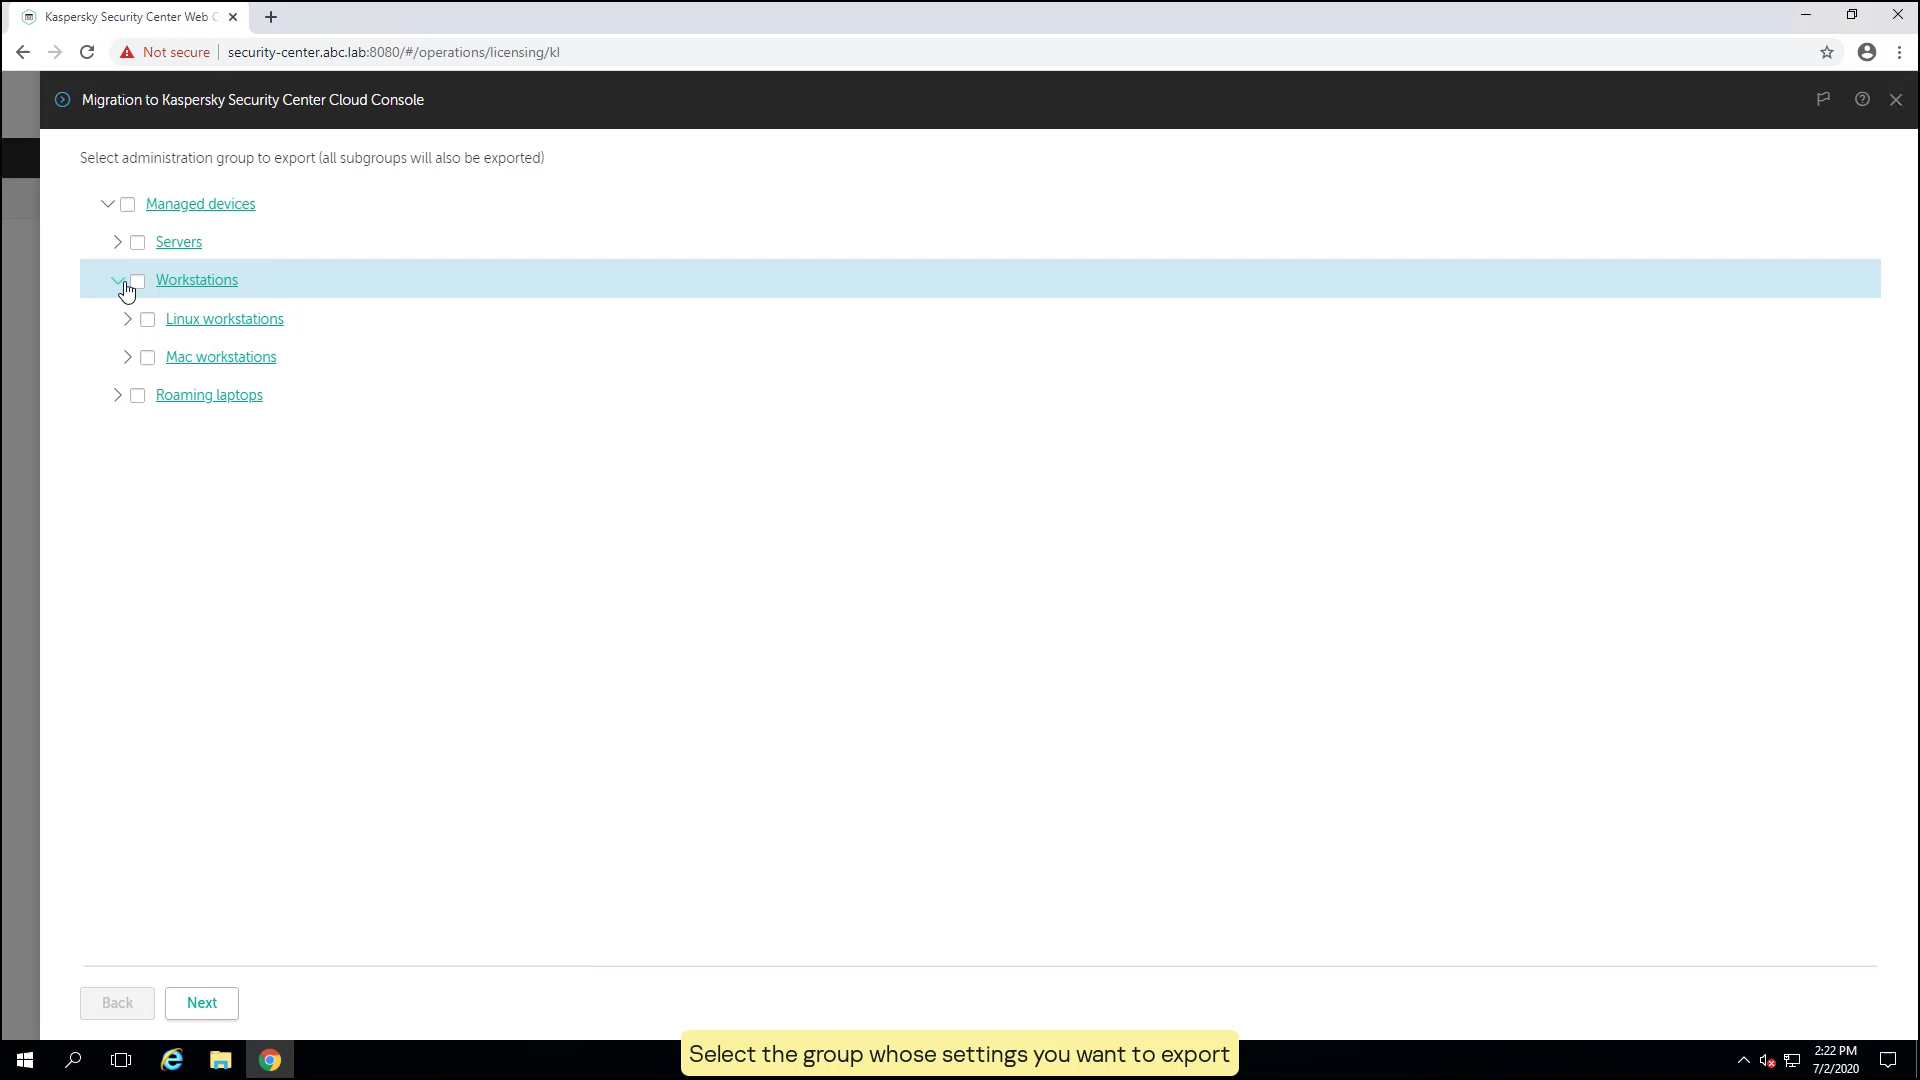 Kaspersky Security Center Web C
Not secure
security-center.abc.lab:8080/#/operations/licensing/kl
Migration to Kaspersky Security Center Cloud Console
Select administration group to export (all subgroups will also be exported)
Managed devices
Servers
Workstations
Linux workstations
Mac workstations
Roaming laptops
Back
Next
Select the group whose settings you want to export
2:22 PM
7/2/2020